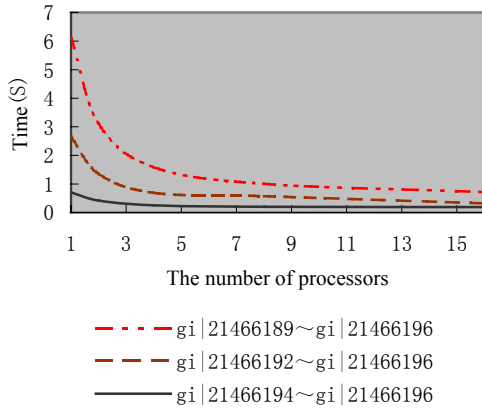 7
6
5
4
3
2
1
0
Time(S)
1 3 5 7 9 11 13 15
The number of processors
gi|21466189～gi|21466196
gi|21466192～gi|21466196
gi|21466194～gi|21466196